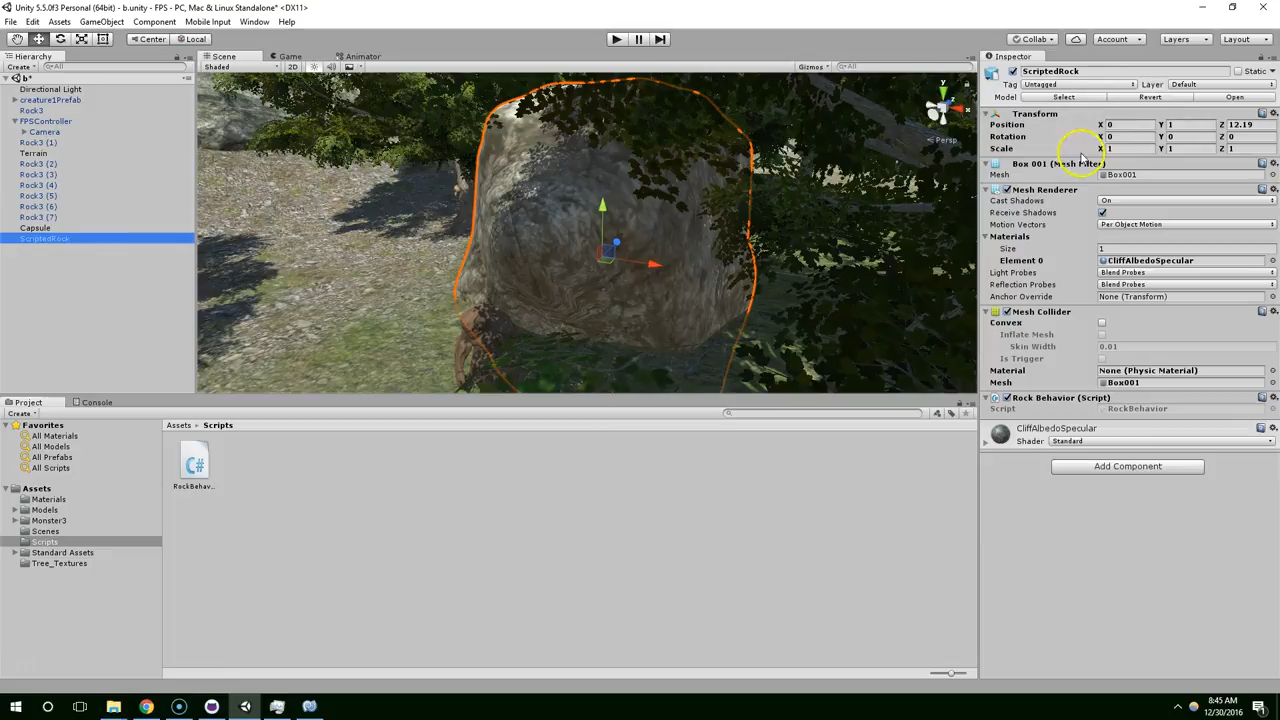 Unity 5.5.0f3 Personal (64bit) - b.unity - FPS - PC, Mac & Linux Standalone* <DX11>
File Edit Assets GameObject Component Mobile Input Window Help
Center Local Collab Account Layers Layout
Hierarchy
Create All
b*
Directional Light
creature1Prefab
Rock3
FPSController
Camera
Rock3 (1)
Terrain
Rock3 (2)
Rock3 (3)
Rock3 (4)
Rock3 (5)
Rock3 (6)
Rock3 (7)
Capsule
ScriptedRock
Scene Game Animator
Shaded 2D Gizmos All
y
x
Persp
Inspector
ScriptedRock Static
Tag Untagged Layer Default
Model Select Revert Open
Transform
Position X 0 Y 1 Z 12.19
Rotation X 0 Y 0 Z 0
Scale X 1 Y 1 Z 1
Box 001 (Mesh Filter)
Mesh Box001
Mesh Renderer
Cast Shadows On
Receive Shadows
Motion Vectors Per Object Motion
Materials
Size 1
Element 0 CliffAlbedoSpecular
Light Probes Blend Probes
Reflection Probes Blend Probes
Anchor Override None (Transform)
Mesh Collider
Convex
Inflate Mesh
Skin Width 0.01
Is Trigger
Material None (Physic Material)
Mesh Box001
Rock Behavior (Script)
Script RockBehavior
CliffAlbedoSpecular
Shader Standard
Add Component
Project Console
Create
Favorites
All Materials
All Models
All Prefabs
All Scripts
Assets
Materials
Models
Monster3
Scenes
Scripts
Standard Assets
Tree_Textures
Assets Scripts
C#
RockBehav...
8:45 AM
12/30/2016